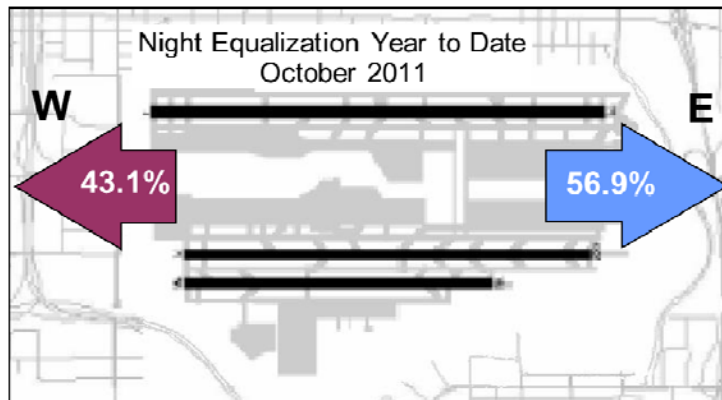 Night Equalization Year to Date
October 2011
W
E
43.1%
56.9%